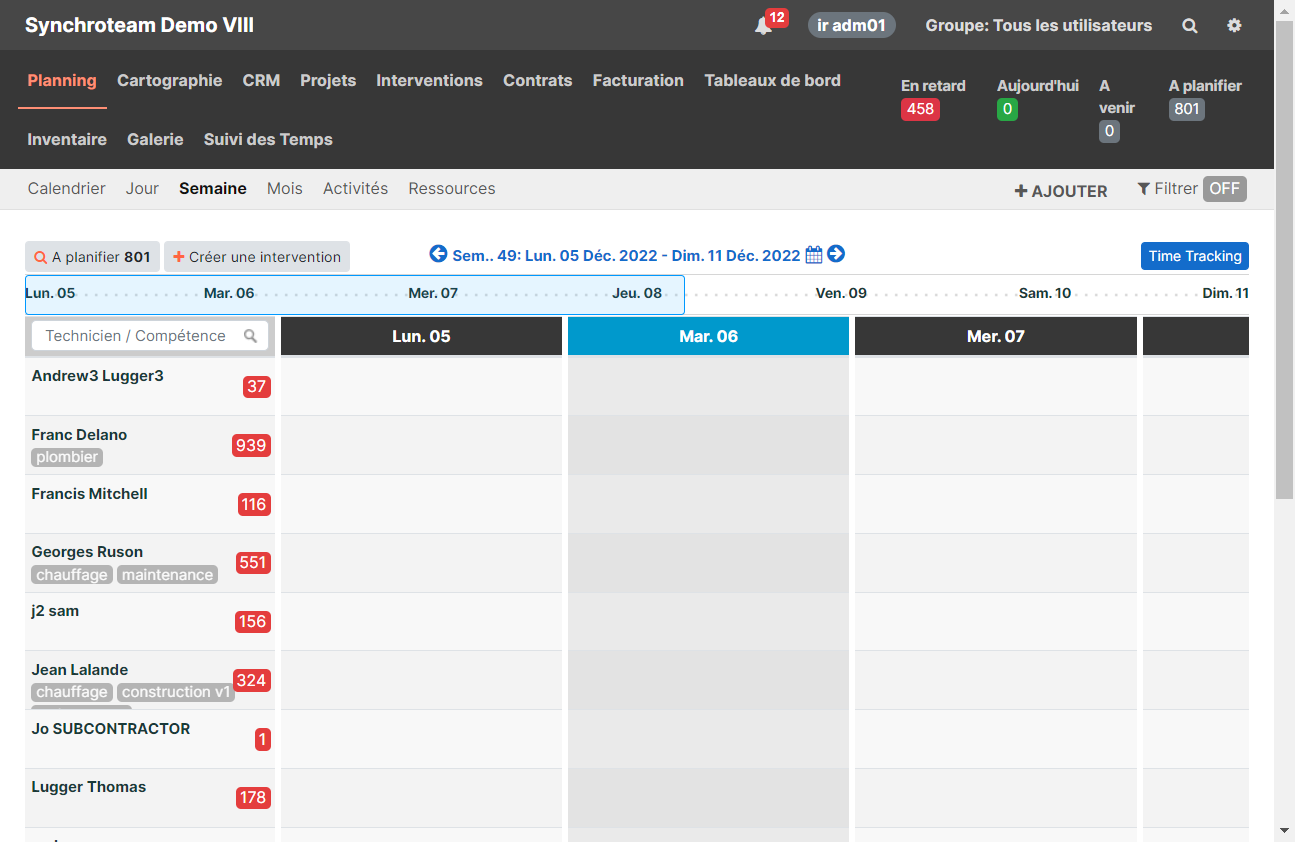 Synchroteam Demo VIII
12
ir adm01
Groupe: Tous les utilisateurs
Planning Cartographie CRM Projets Interventions Contrats Facturation Tableaux de bord
Inventaire Galerie Suivi des Temps
En retard
458
Aujourd'hui
0
A venir
0
A planifier
801
Calendrier Jour Semaine Mois Activités Ressources
AJOUTER
Filtrer OFF
A planifier 801
Créer une intervention
Sem.. 49: Lun. 05 Déc. 2022 - Dim. 11 Déc. 2022
Time Tracking
Lun. 05 Mar. 06 Mer. 07 Jeu. 08 Ven. 09 Sam. 10 Dim. 11
Technicien / Compétence
Lun. 05 Mar. 06 Mer. 07
Andrew3 Lugger3
37
Franc Delano
939
plombier
Francis Mitchell
116
Georges Ruson
551
chauffage maintenance
j2 sam
156
Jean Lalande
324
chauffage construction v1
Jo SUBCONTRACTOR
1
Lugger Thomas
178